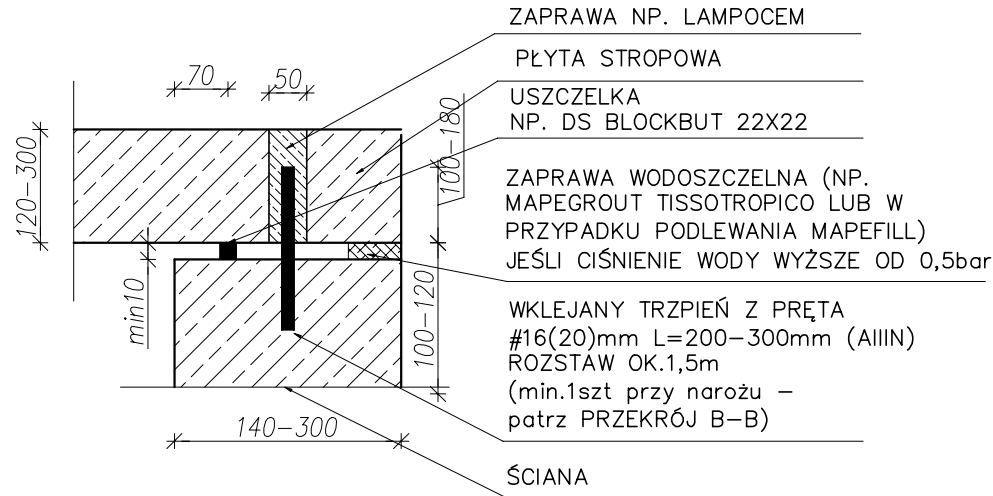 ZAPRAWA NP. LAMPOCEM
PŁYTA STROPOWA
USZCZELKA
NP. DS BLOCKBUT 22X22
ZAPRAWA WODOSZCZELNA (NP.
MAPEGROUT TISSOTROPICO LUB W
PRZYPADKU PODLEWANIA MAPEFILL)
JEŚLI CIŚNIENIE WODY WYŻSZE OD 0,5bar
WKLEJANY TRZPIEŃ Z PRĘTA
#16(20)mm L=200-300mm (AIIIN)
ROZSTAW OK.1,5m
(min.1szt przy narożu -
patrz PRZEKRÓJ B-B)
ŚCIANA
70
50
100-180
120-300
min10
100-120
140-300